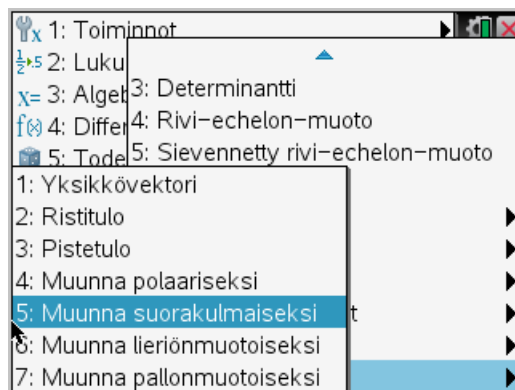 1: Toiminnot
2: Luku
3: Algeb
4: Differ
5: Tode
3: Determinantti
4: Rivi-echelon-muoto
5: Sievennetty rivi-echelon-muoto
1: Yksikkövektori
2: Ristitulo
3: Pistetulo
4: Muunna polaariseksi
5: Muunna suorakulmaiseksi
t
6: Muunna lieriönmuotoiseksi
7: Muunna pallonmuotoiseksi